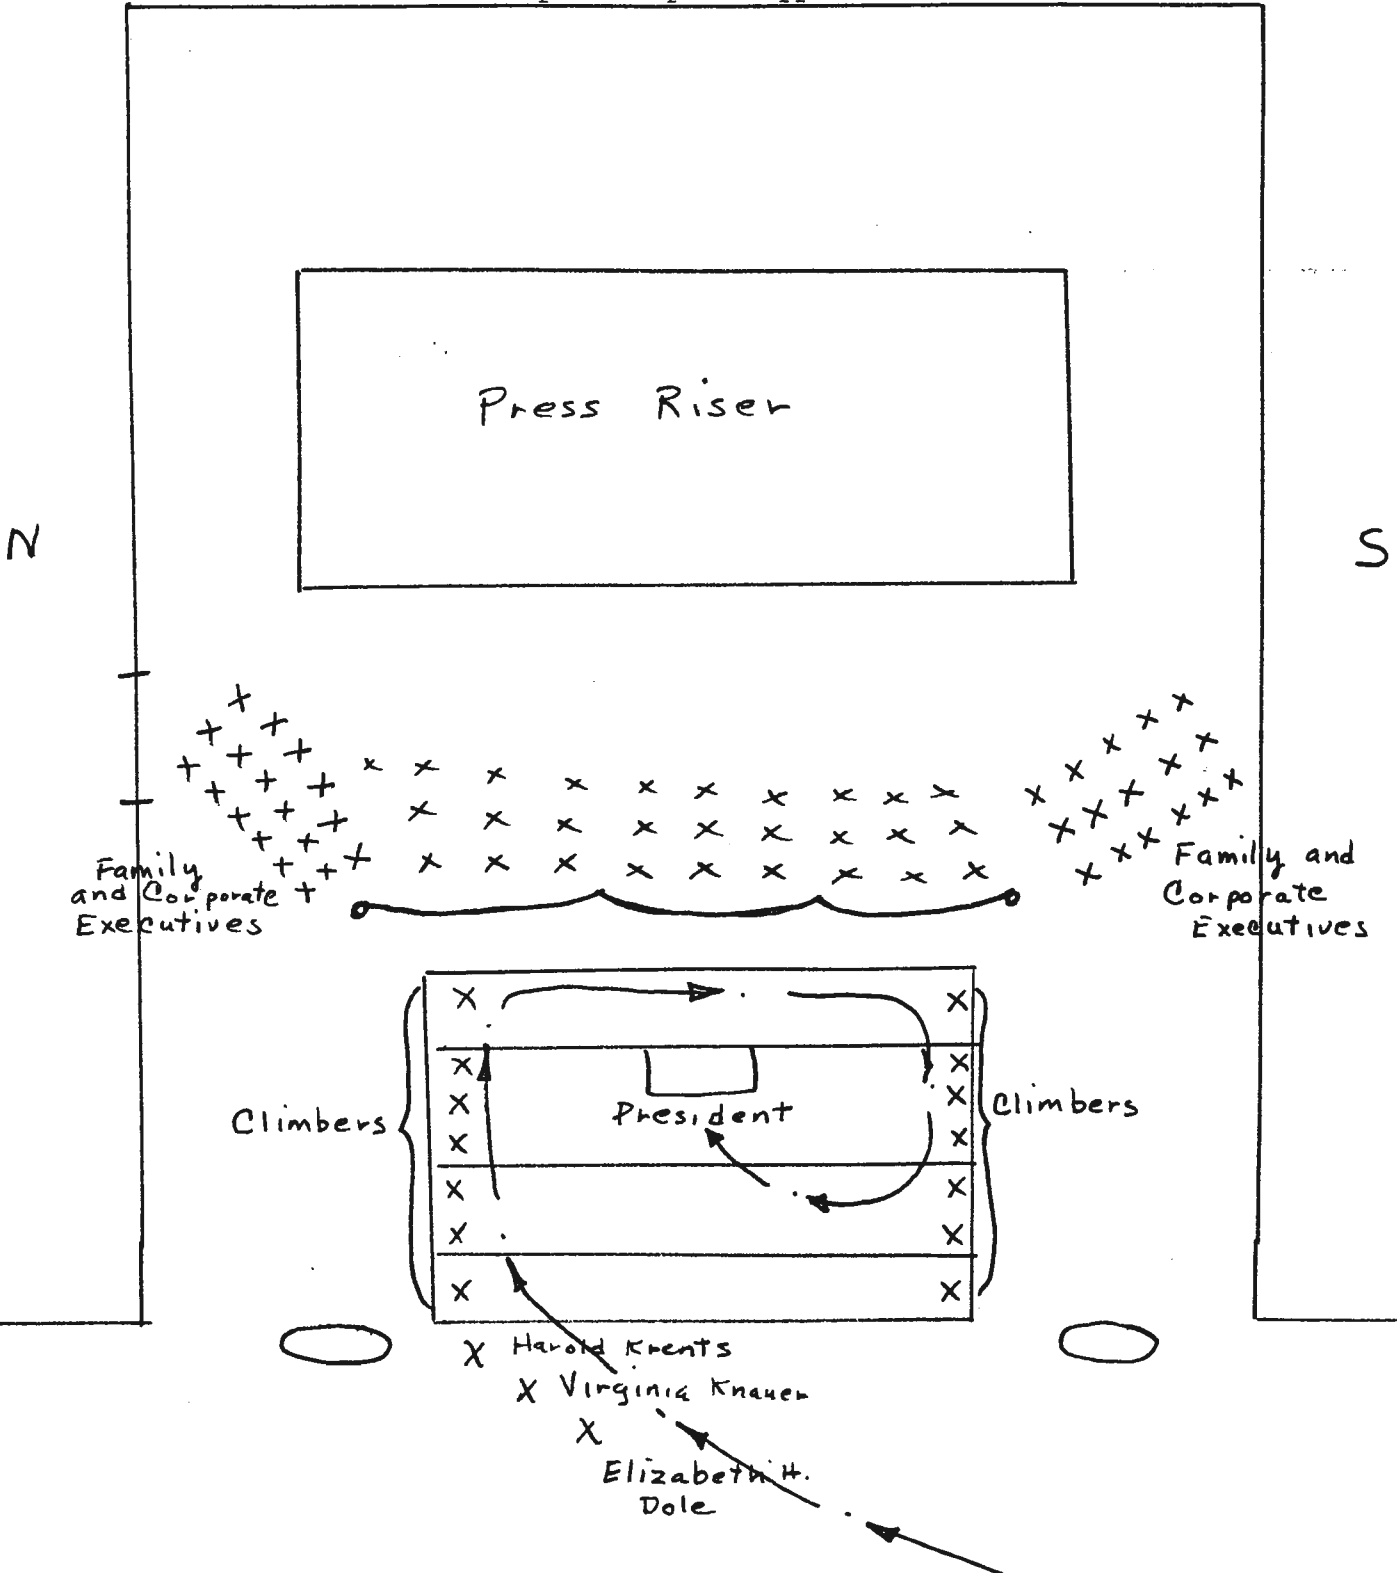 Press Riser
N
S
Family
and Corporate
Executives
Family and
Corporate
Executives
Climbers
President
Climbers
X Harold Krents
X Virginia Knauer
X
Elizabeth H.
Dole